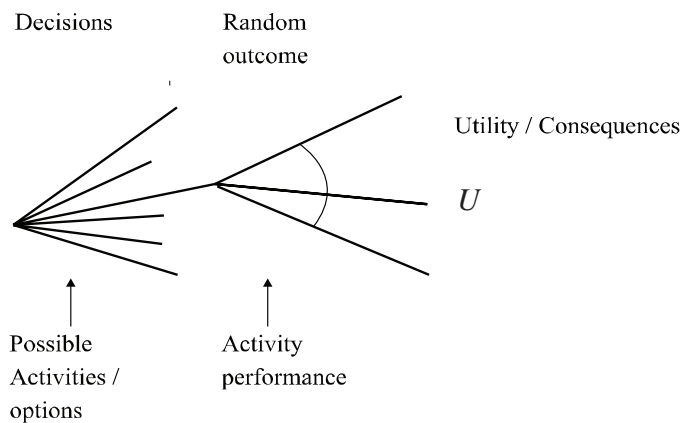 Decisions
Random
outcome
Utility / Consequences
U
Possible
Activities /
options
Activity
performance